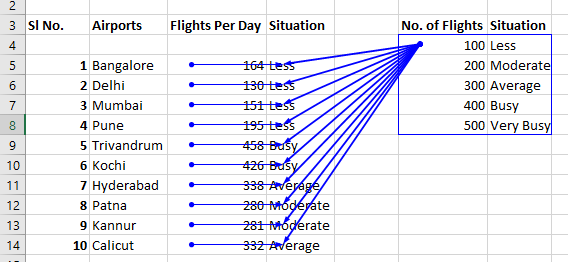 2
3 Sl No. Airports Flights Per Day Situation No. of Flights Situation
4 100 Less
5 1 Bangalore 164 Less 200 Moderate
6 2 Delhi 130 Less 300 Average
7 3 Mumbai 151 Less 400 Busy
8 4 Pune 195 Less 500 Very Busy
9 5 Trivandrum 458 Busy
10 6 Kochi 426 Busy
11 7 Hyderabad 338 Average
12 8 Patna 280 Moderate
13 9 Kannur 281 Moderate
14 10 Calicut 332 Average